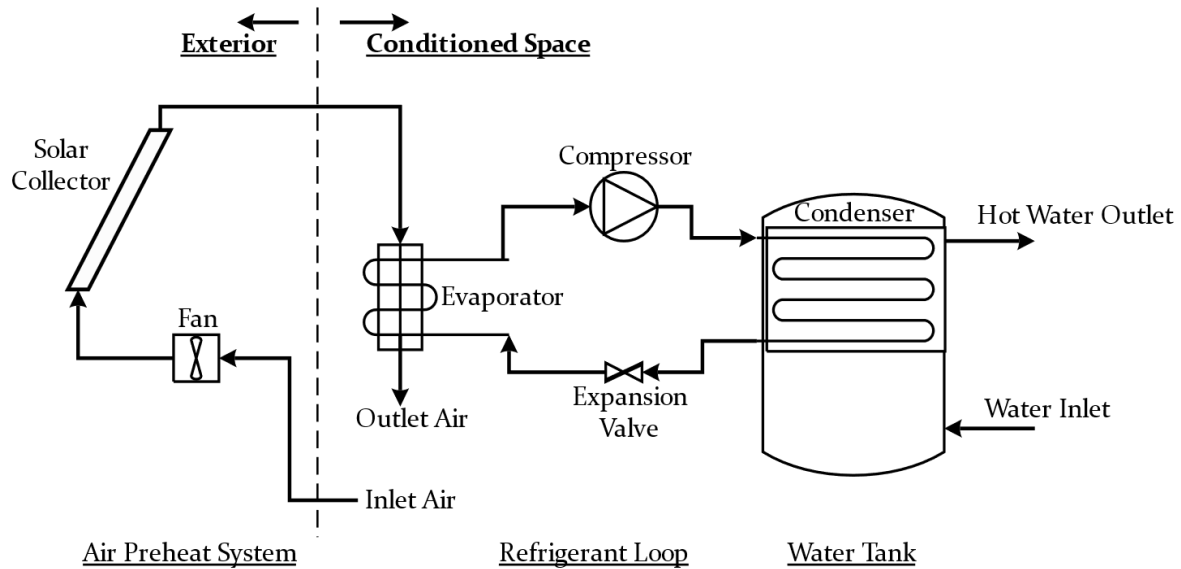 Exterior
Conditioned Space
Solar
Collector
Compressor
Condenser
Hot Water Outlet
Evaporator
Fan
Expansion
Valve
Outlet Air
Water Inlet
Inlet Air
Air Preheat System
Refrigerant Loop
Water Tank